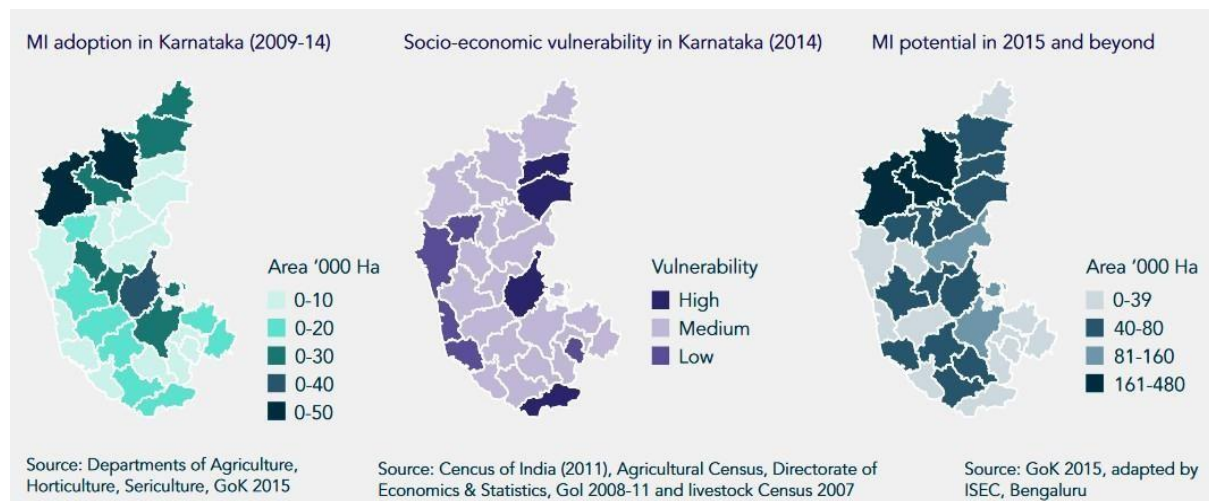 MI adoption in Karnataka (2009-14)
Area '000 Ha
0-10
0-20
0-30
0-40
0-50
Source: Departments of Agriculture,
Horticulture, Sericulture, GoK 2015
Socio-economic vulnerability in Karnataka (2014)
Vulnerability
High
Medium
Low
Source: Cencus of India (2011), Agricultural Census, Directorate of
Economics & Statistics, GoI 2008-11 and livestock Census 2007
MI potential in 2015 and beyond
Area '000 Ha
0-39
40-80
81-160
161-480
Source: GoK 2015, adapted by
ISEC, Bengaluru